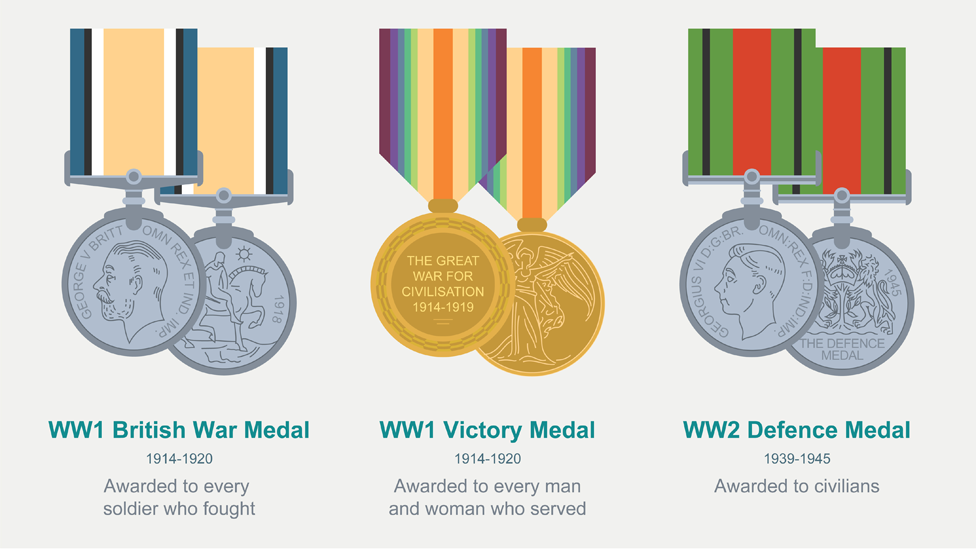 GEORGE V BRITT OMN REX ET IND IMP:
1918
THE GREAT
WAR FOR
CIVILISATION
1914-1919
GEORGIVS VI D:G:BR. OMN:REX F:D:IND:IMP.
1945
THE DEFENCE
MEDAL
WW1 British War Medal
1914-1920
Awarded to every
soldier who fought
WW1 Victory Medal
1914-1920
Awarded to every man
and woman who served
WW2 Defence Medal
1939-1945
Awarded to civilians